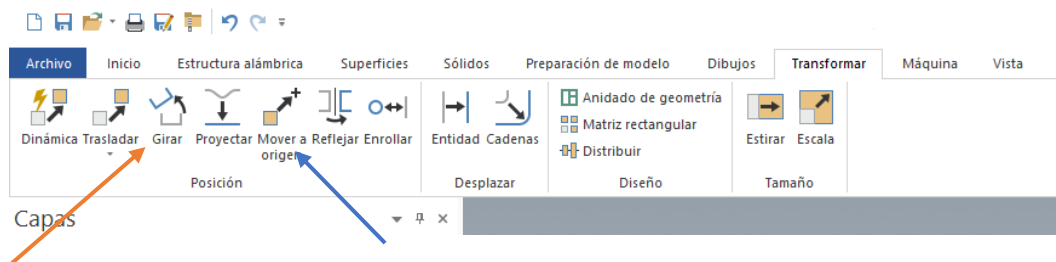 Archivo Inicio Estructura alámbrica Superficies Sólidos Preparación de modelo Dibujos Transformar Máquina Vista
Dinámica Trasladar Girar Proyectar Mover a origen Reflejar Enrollar
Posición
Entidad Cadenas
Desplazar
Anidado de geometría
Matriz rectangular
Distribuir
Diseño
Estirar Escala
Tamaño
Capas